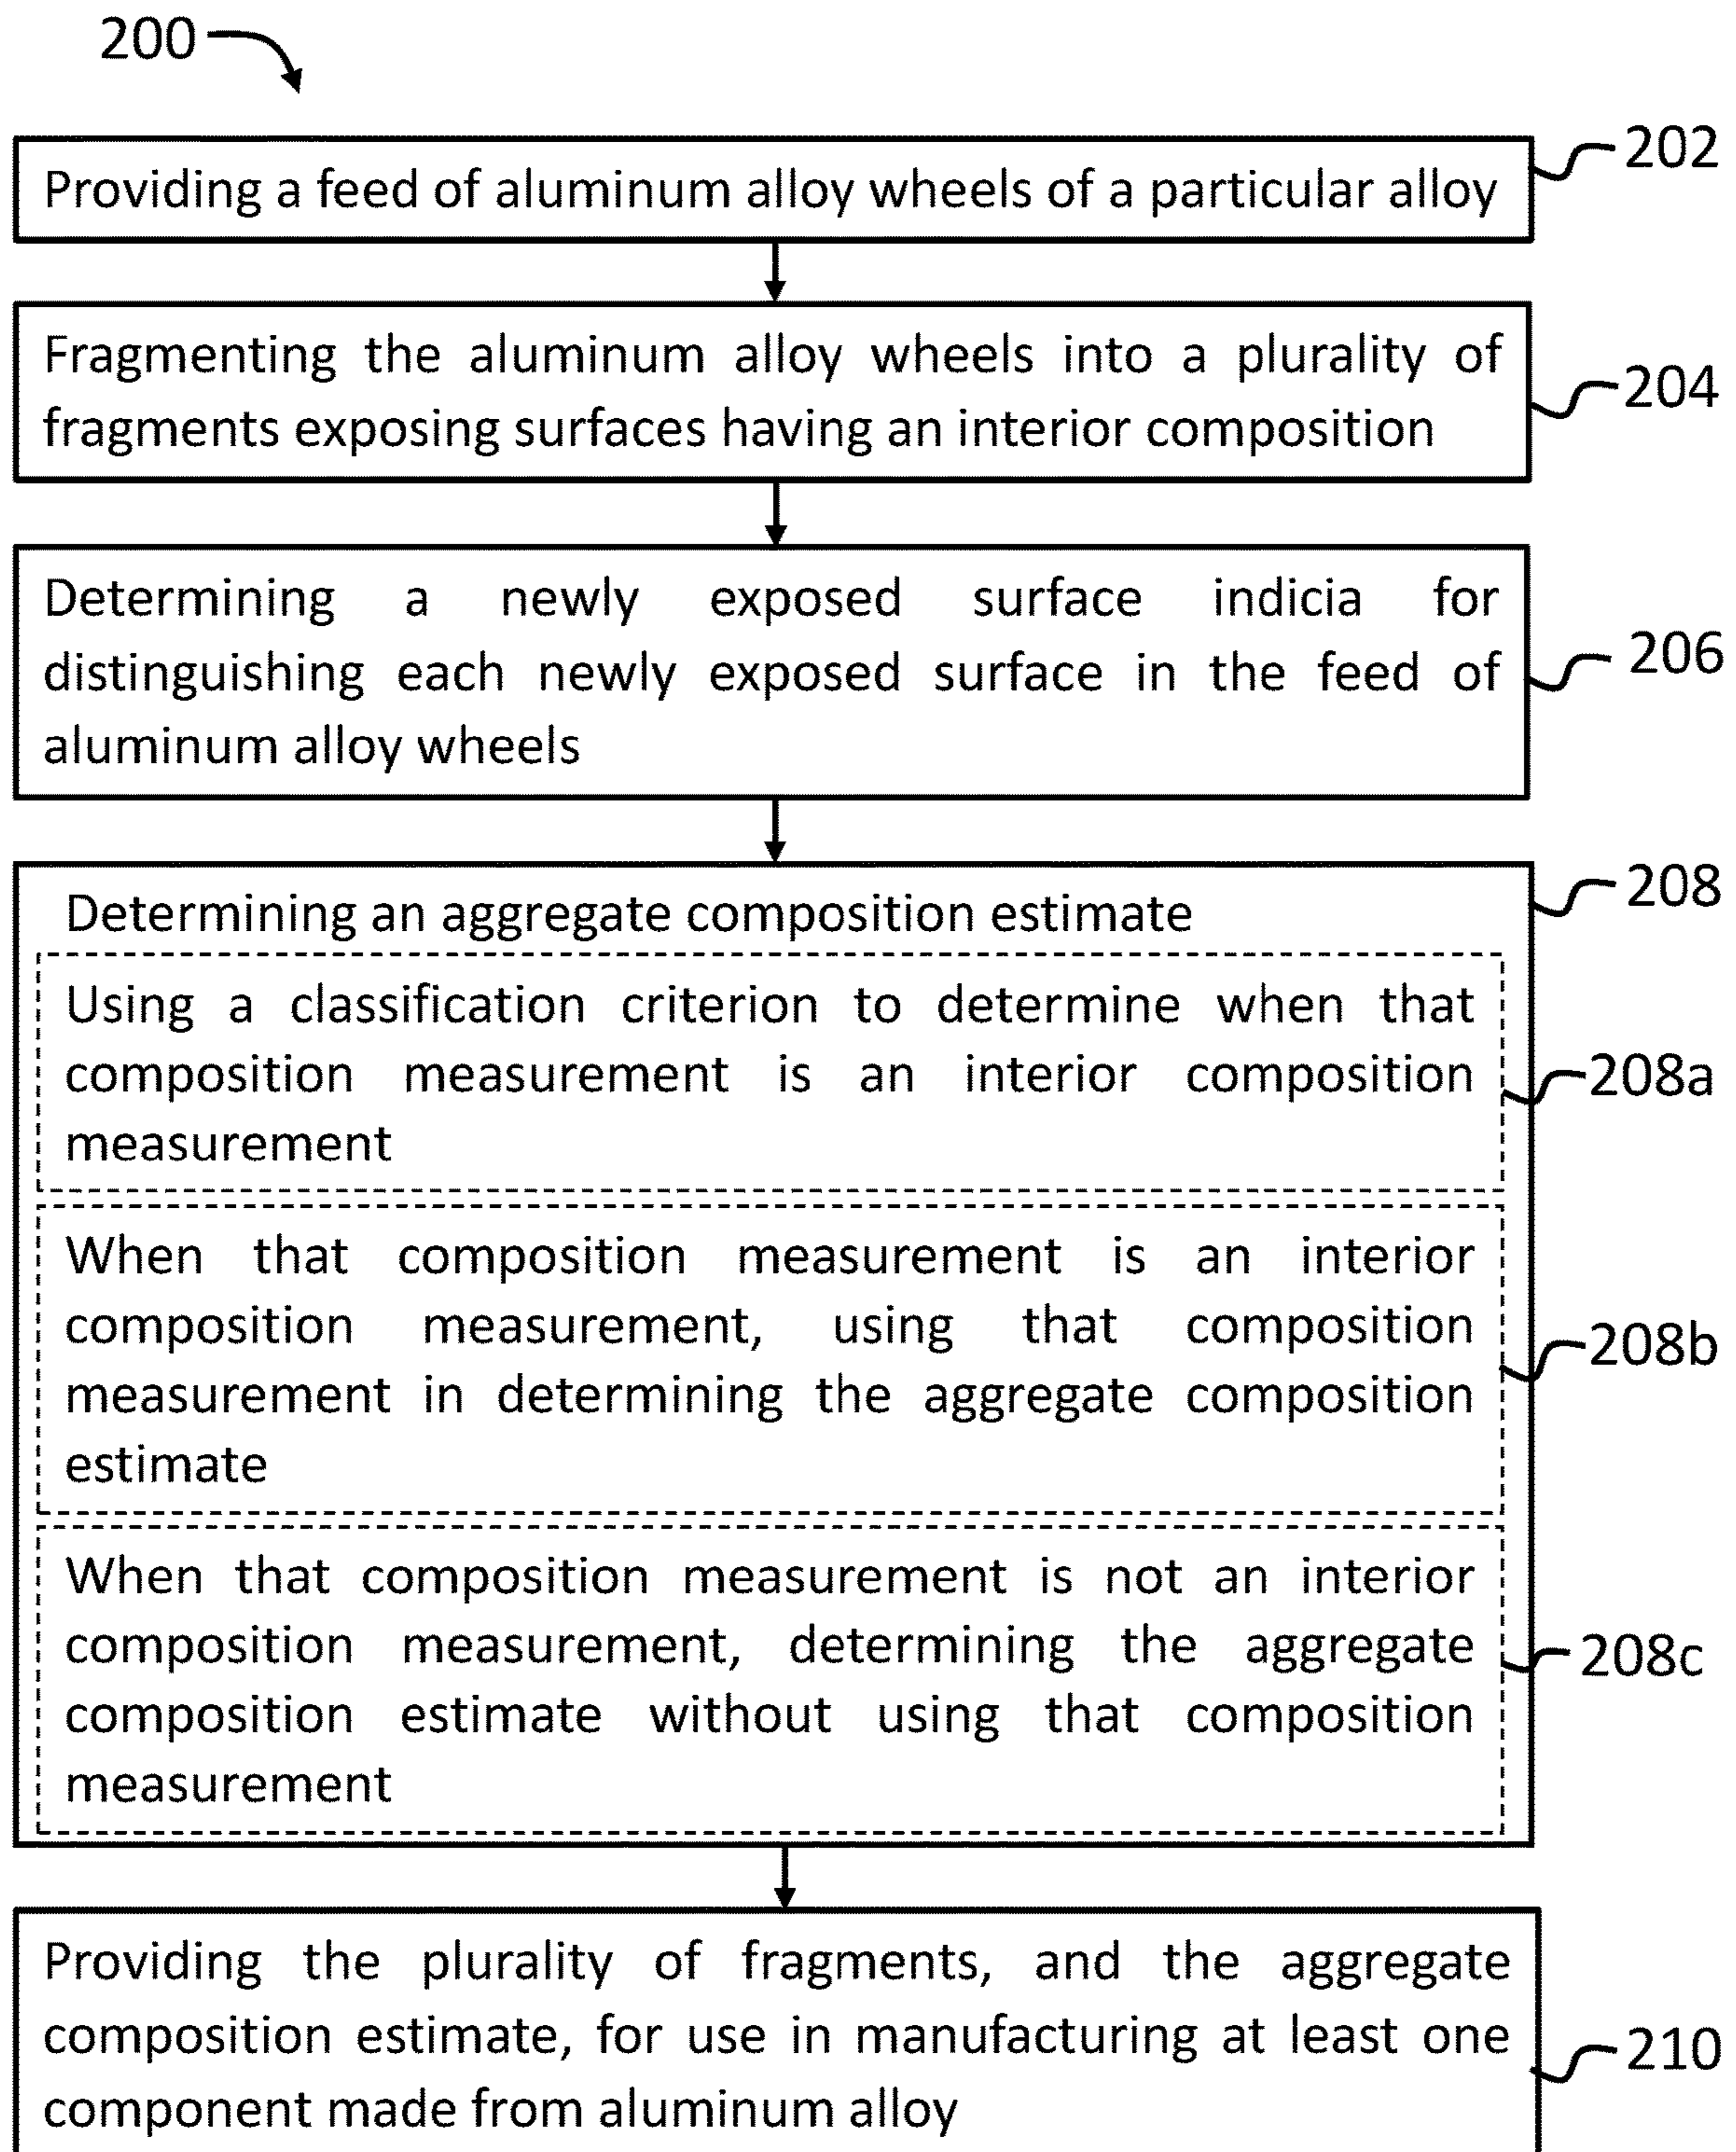 200
Providing a feed of aluminum alloy wheels of a particular alloy
202
Fragmenting the aluminum alloy wheels into a plurality of
fragments exposing surfaces having an interior composition
204
Determining a newly exposed surface indicia for
distinguishing each newly exposed surface in the feed of
aluminum alloy wheels
206
Determining an aggregate composition estimate
208
Using a classification criterion to determine when that
composition measurement is an interior composition
measurement
208a
When that composition measurement is an interior
composition measurement, using that composition
measurement in determining the aggregate composition
estimate
208b
When that composition measurement is not an interior
composition measurement, determining the aggregate
composition estimate without using that composition
measurement
208c
Providing the plurality of fragments, and the aggregate
composition estimate, for use in manufacturing at least one
component made from aluminum alloy
210